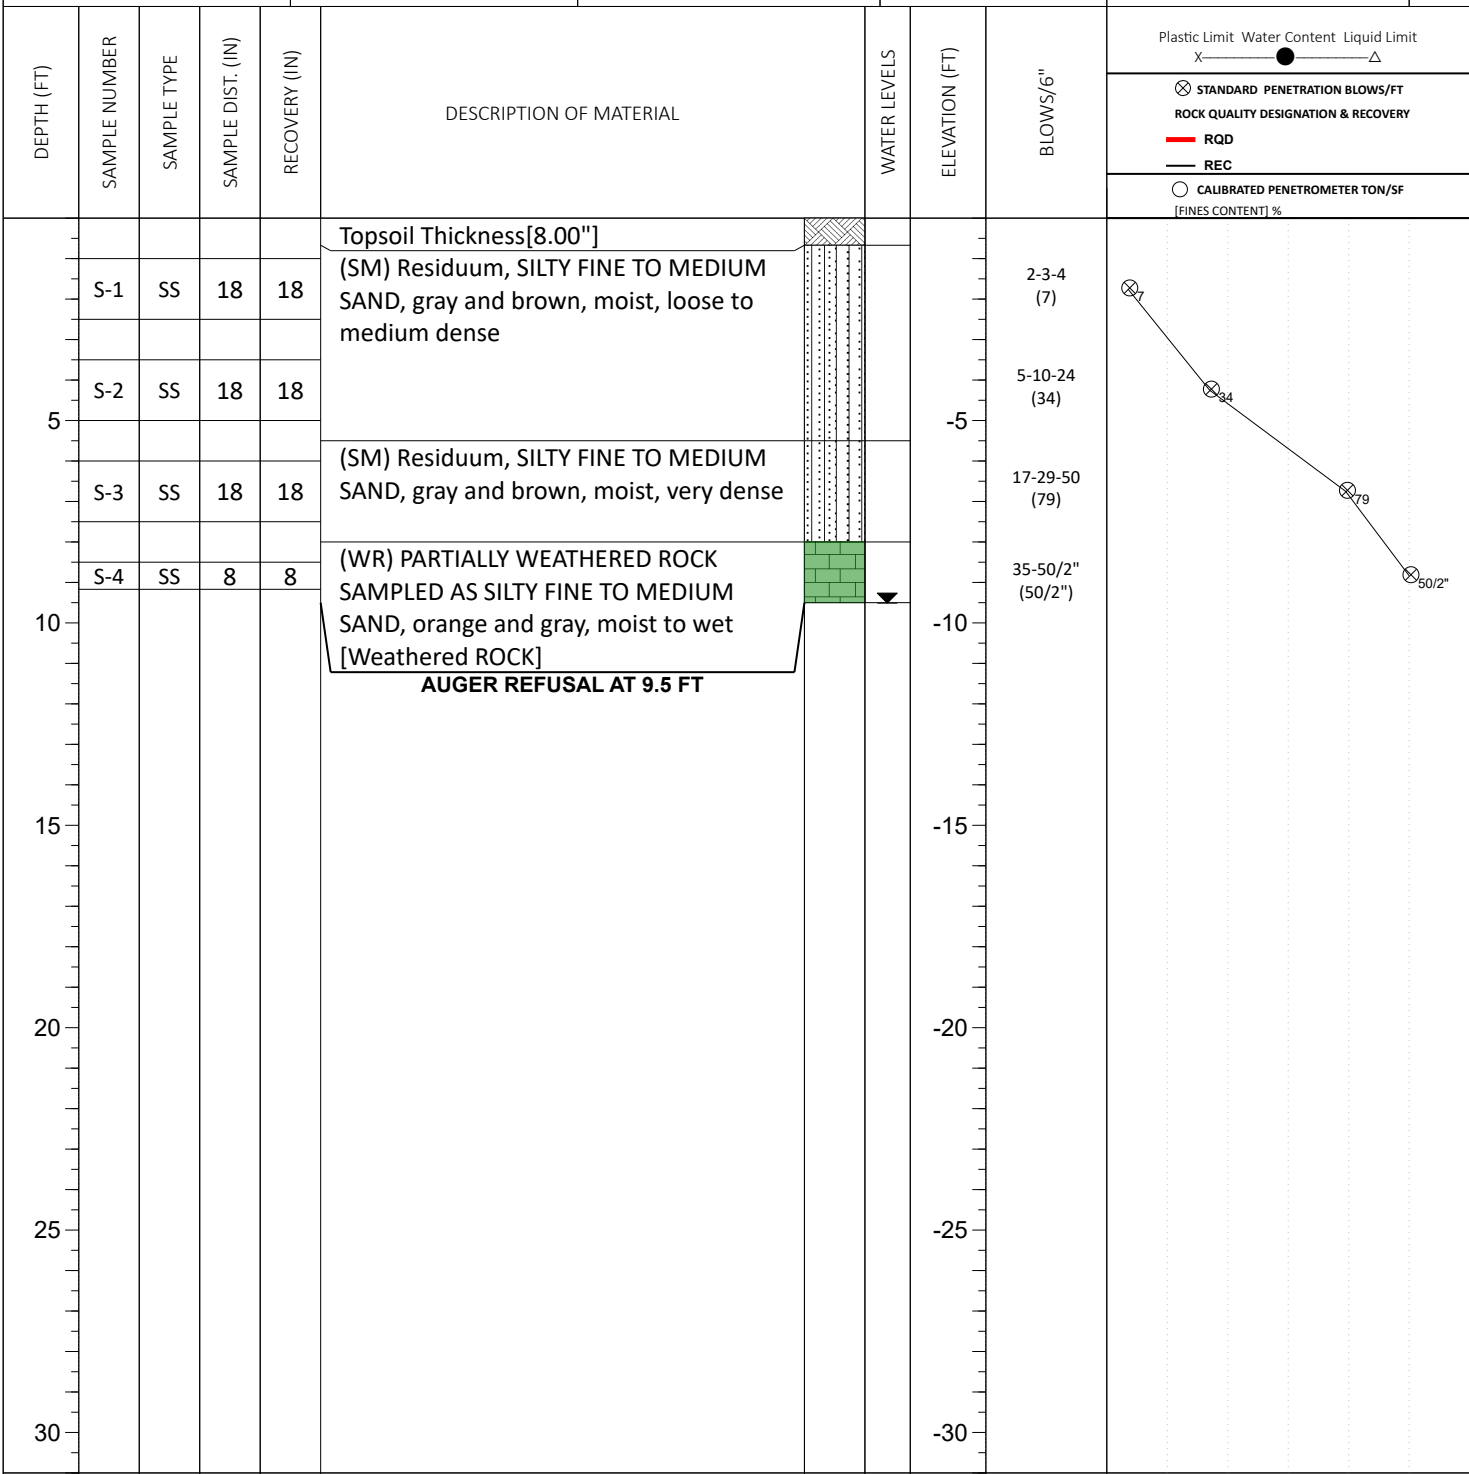 DEPTH (FT)
SAMPLE NUMBER
SAMPLE TYPE
SAMPLE DIST. (IN)
RECOVERY (IN)
DESCRIPTION OF MATERIAL
WATER LEVELS
ELEVATION (FT)
BLOWS/6"
Plastic Limit Water Content Liquid Limit
X
STANDARD PENETRATION BLOWS/FT
ROCK QUALITY DESIGNATION & RECOVERY
RQD
REC
CALIBRATED PENETROMETER TON/SF
[FINES CONTENT] %
Topsoil Thickness[8.00"]
(SM) Residuum, SILTY FINE TO MEDIUM
SAND, gray and brown, moist, loose to
medium dense
S-1 SS 18 18
2-3-4
(7)
7
S-2 SS 18 18
5-10-24
(34)
34
5
-5
(SM) Residuum, SILTY FINE TO MEDIUM
SAND, gray and brown, moist, very dense
S-3 SS 18 18
17-29-50
(79)
79
(WR) PARTIALLY WEATHERED ROCK
SAMPLED AS SILTY FINE TO MEDIUM
SAND, orange and gray, moist to wet
[Weathered ROCK]
S-4 SS 8 8
35-50/2"
(50/2")
50/2"
10
-10
AUGER REFUSAL AT 9.5 FT
15
-15
20
-20
25
-25
30
-30